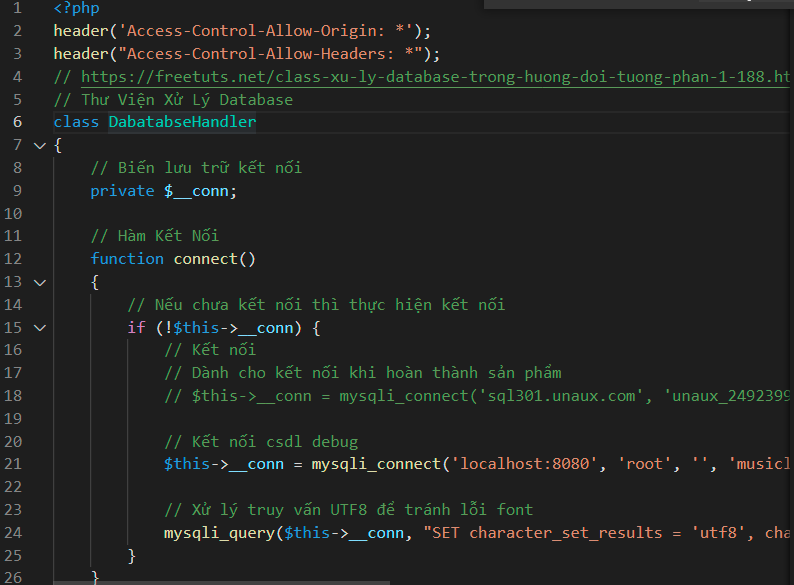 1 <?php
2 header('Access-Control-Allow-Origin: *');
3 header("Access-Control-Allow-Headers: *");
4 // https://freetuts.net/class-xu-ly-database-trong-huong-doi-tuong-phan-1-188.ht
5 // Thư Viện Xử Lý Database
6 class DabatabseHandler
7 {
8 // Biến lưu trữ kết nối
9 private $__conn;
10
11 // Hàm Kết Nối
12 function connect()
13 {
14 // Nếu chưa kết nối thì thực hiện kết nối
15 if (!$this->__conn) {
16 // Kết nối
17 // Dành cho kết nối khi hoàn thành sản phẩm
18 // $this->__conn = mysqli_connect('sql301.unaux.com', 'unaux_2492399
19
20 // Kết nối csdl debug
21 $this->__conn = mysqli_connect('localhost:8080', 'root', '', 'musicl
22
23 // Xử lý truy vấn UTF8 để tránh lỗi font
24 mysqli_query($this->__conn, "SET character_set_results = 'utf8', cha
25 }
26 }